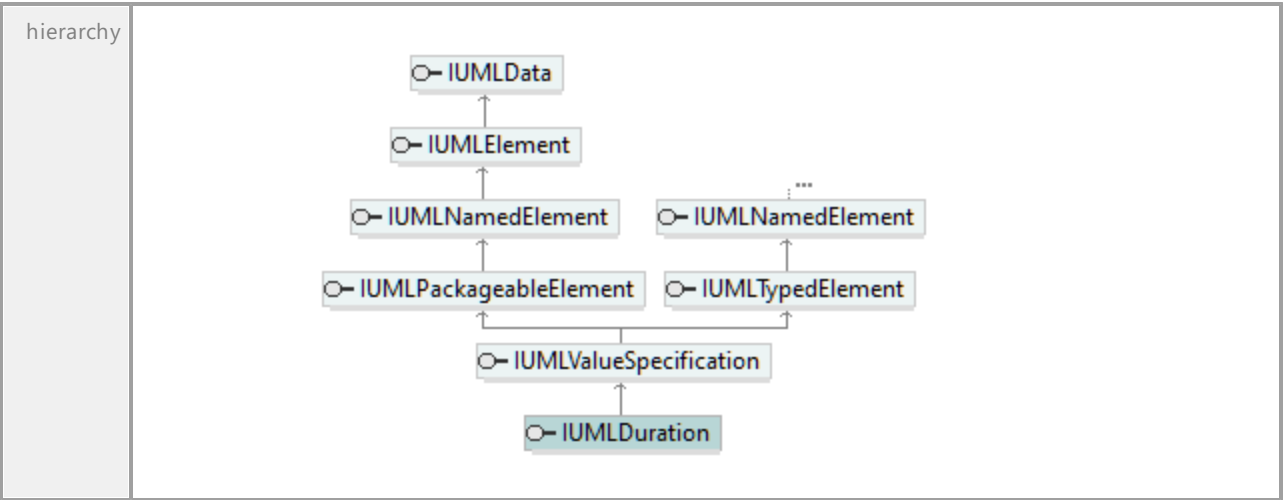 hierarchy
IUMLData
IUMLElement
...
IUMLNamedElement IUMLNamedElement
IUMLPackageableElement IUMLTypedElement
IUMLValueSpecification
IUMLDuration